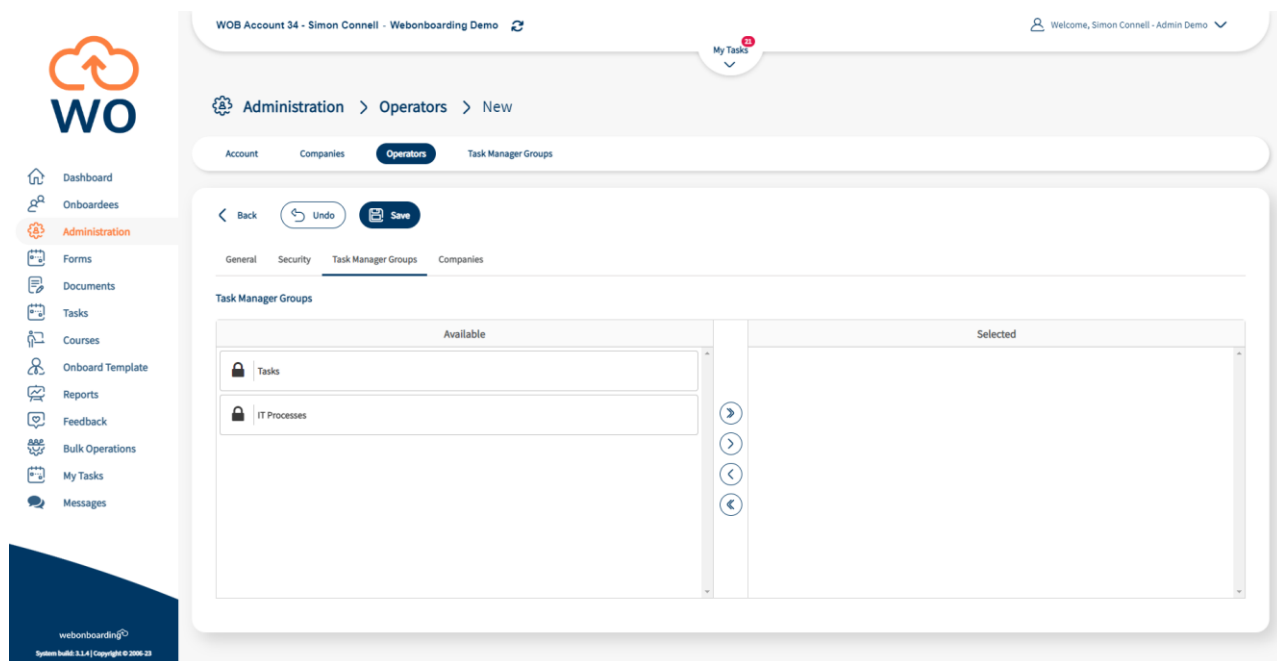 WOB Account 34 - Simon Connell - Webonboarding Demo
Welcome, Simon Connell - Admin Demo
My Tasks
21
WO
Administration > Operators > New
Account Companies Operators Task Manager Groups
Dashboard
Onboardees
Administration
Forms
Documents
Tasks
Courses
Onboard Template
Reports
Feedback
Bulk Operations
My Tasks
Messages
Back Undo Save
General Security Task Manager Groups Companies
Task Manager Groups
Available Selected
Tasks
IT Processes
webonboarding
System build: 3.1.4 | Copyright © 2006-23